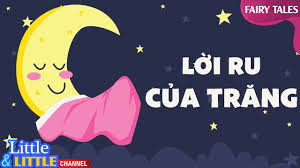 FAIRY TALES
LỜI RU
CỦA TRĂNG
Little
& LITTLE CHANNEL